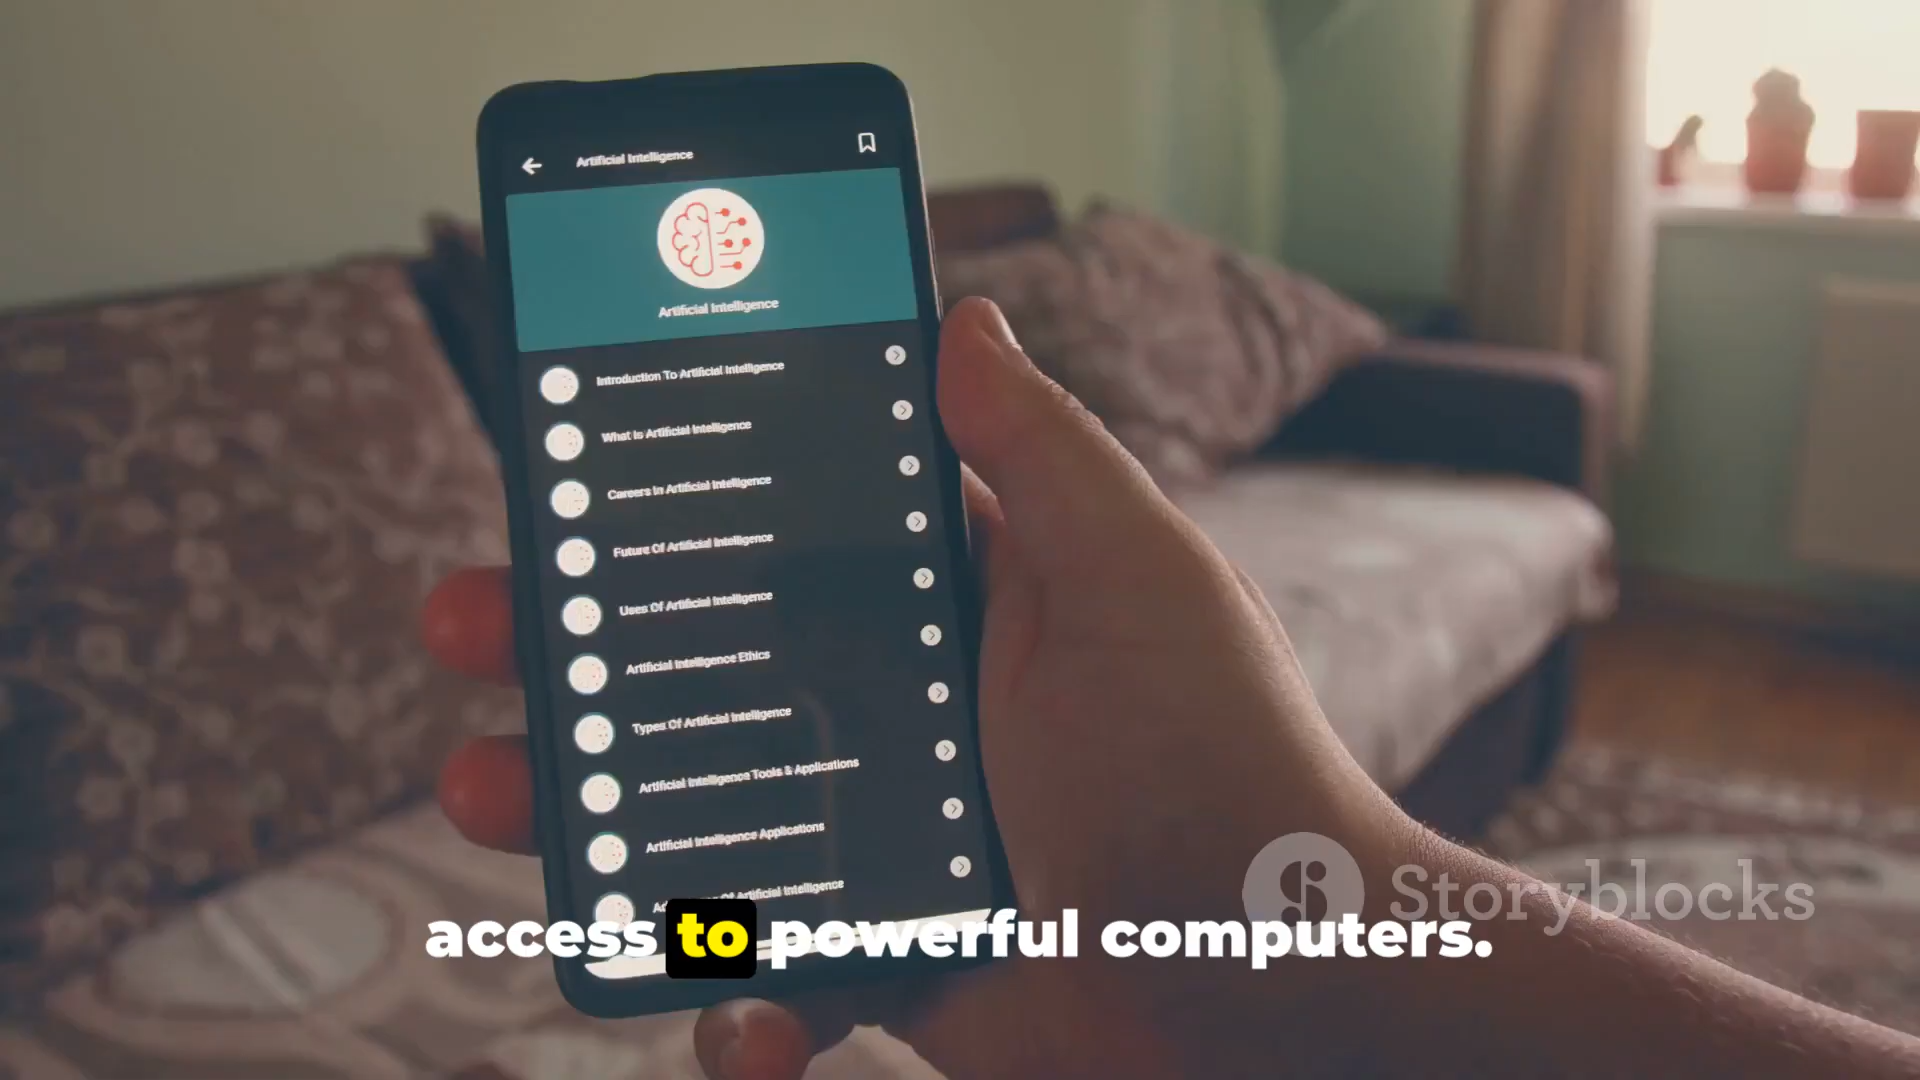 Artificial Intelligence
Artificial Intelligence
Introduction To Artificial Intelligence
What Is Artificial Intelligence
Careers In Artificial Intelligence
Future Of Artificial Intelligence
Uses Of Artificial Intelligence
Artificial Intelligence Ethics
Types Of Artificial Intelligence
Artificial Intelligence Tools & Applications
Artificial Intelligence Applications
Of Artificial Intelligence
Storyblocks
access to powerful computers.